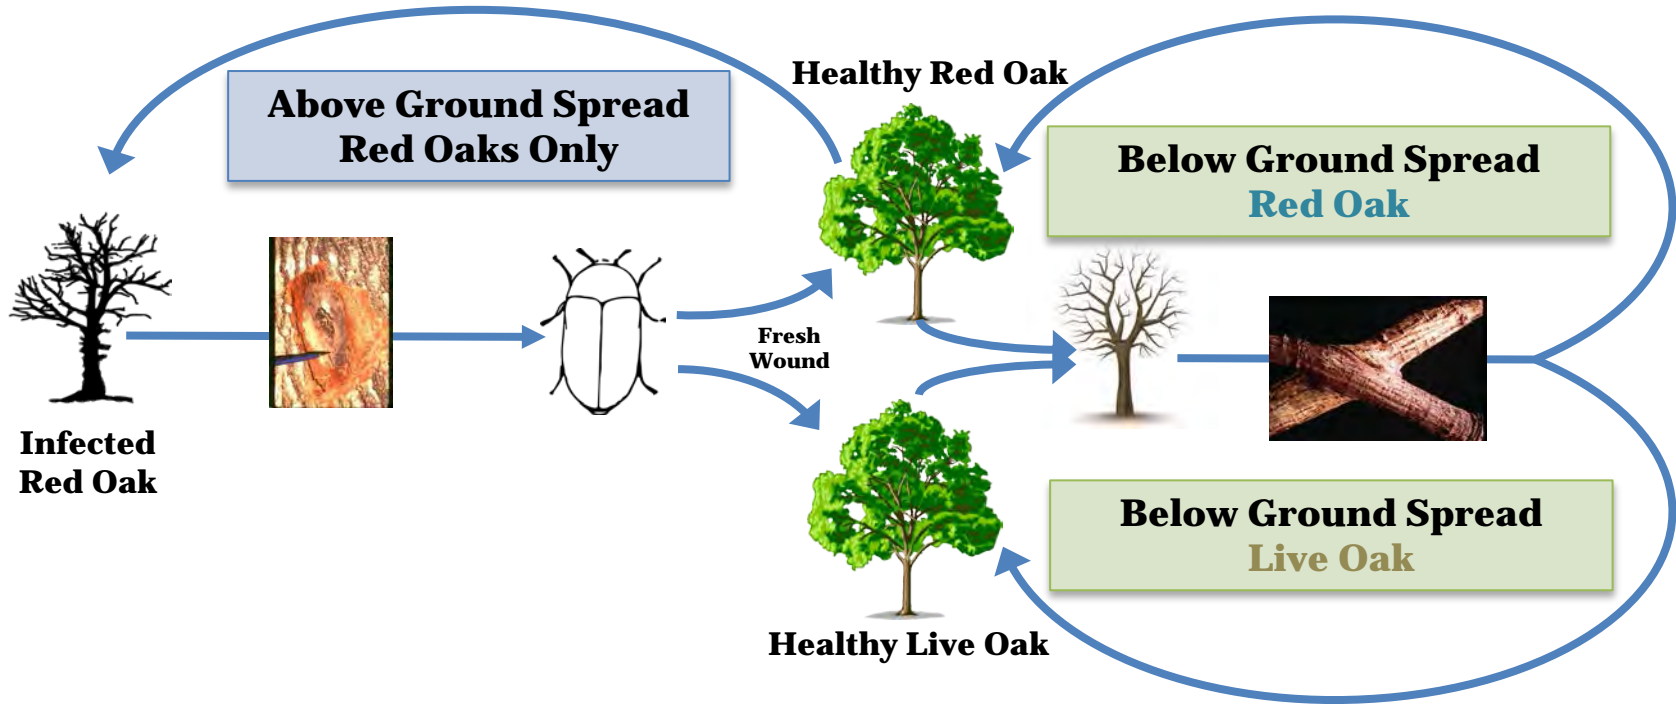 Healthy Red Oak
Above Ground Spread
Red Oaks Only
Below Ground Spread
Red Oak
Fresh
Wound
Infected
Red Oak
Below Ground Spread
Live Oak
Healthy Live Oak